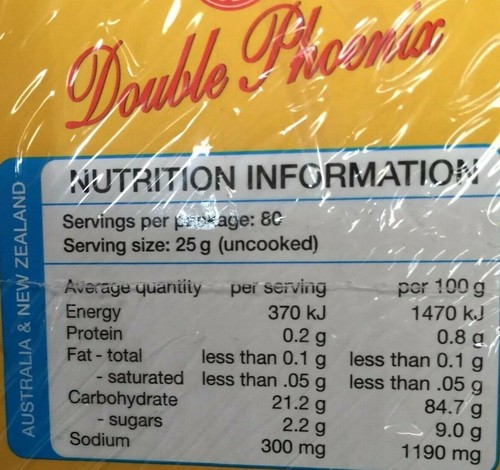 Double Phoenix
NUTRITION INFORMATION
Servings per package: 80
Serving size: 25 g (uncooked)
Average quantity per serving per 100 g
Energy 370 kJ 1470 kJ
Protein 0.2 g 0.8 g
Fat - total less than 0.1 g less than 0.1 g
- saturated less than .05 g less than .05 g
Carbohydrate 21.2 g 84.7 g
- sugars 2.2 g 9.0 g
Sodium 300 mg 1190 mg
AUSTRALIA & NEW ZEALAND